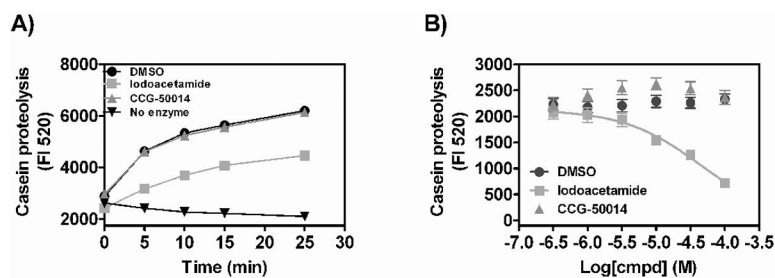 A)
Casein proteolysis
(FI 520)
8000
6000
4000
2000
DMSO
Iodoacetamide
CCG-50014
No enzyme
0 5 10 15 20 25 30
Time (min)
B)
Casein proteolysis
(FI 520)
3000
2500
2000
1500
1000
500
0
DMSO
Iodoacetamide
CCG-50014
-7.0 -6.5 -6.0 -5.5 -5.0 -4.5 -4.0 -3.5
Log[cmpd] (M)